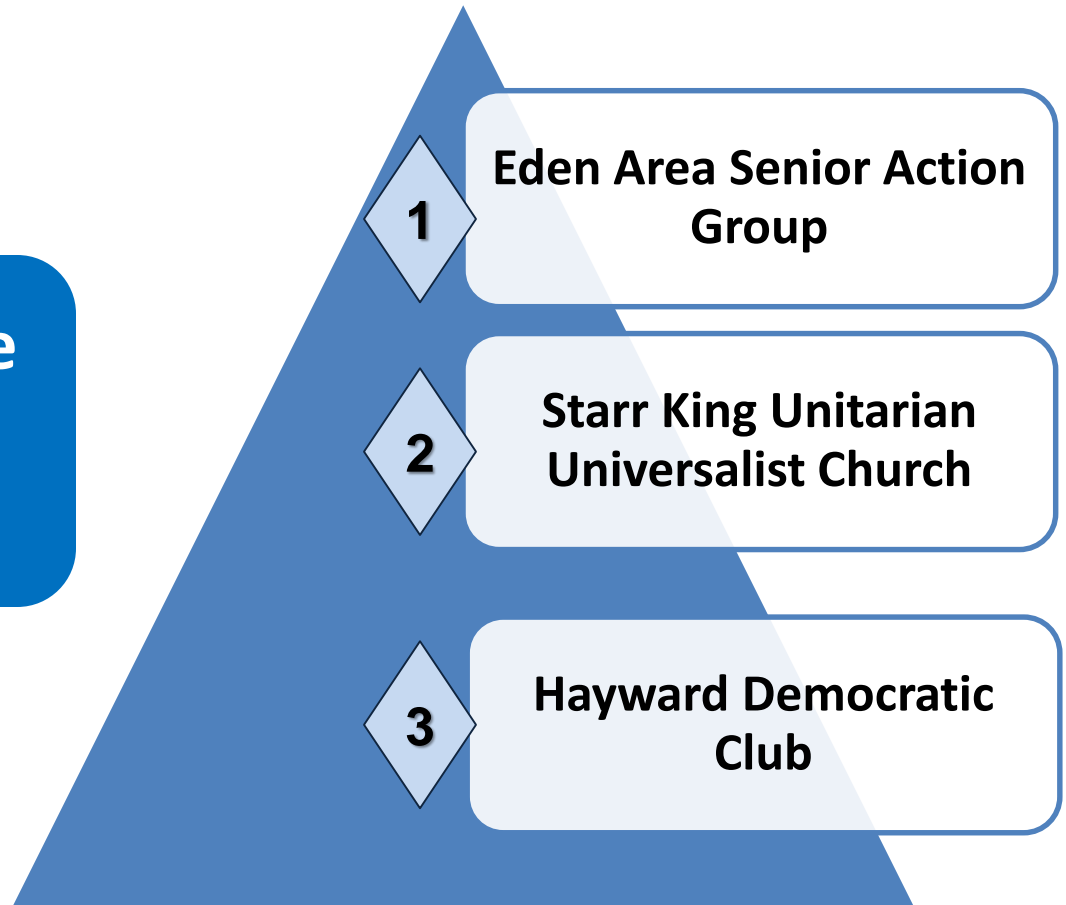 1
Eden Area Senior Action
Group
2
Starr King Unitarian
Universalist Church
3
Hayward Democratic
Club